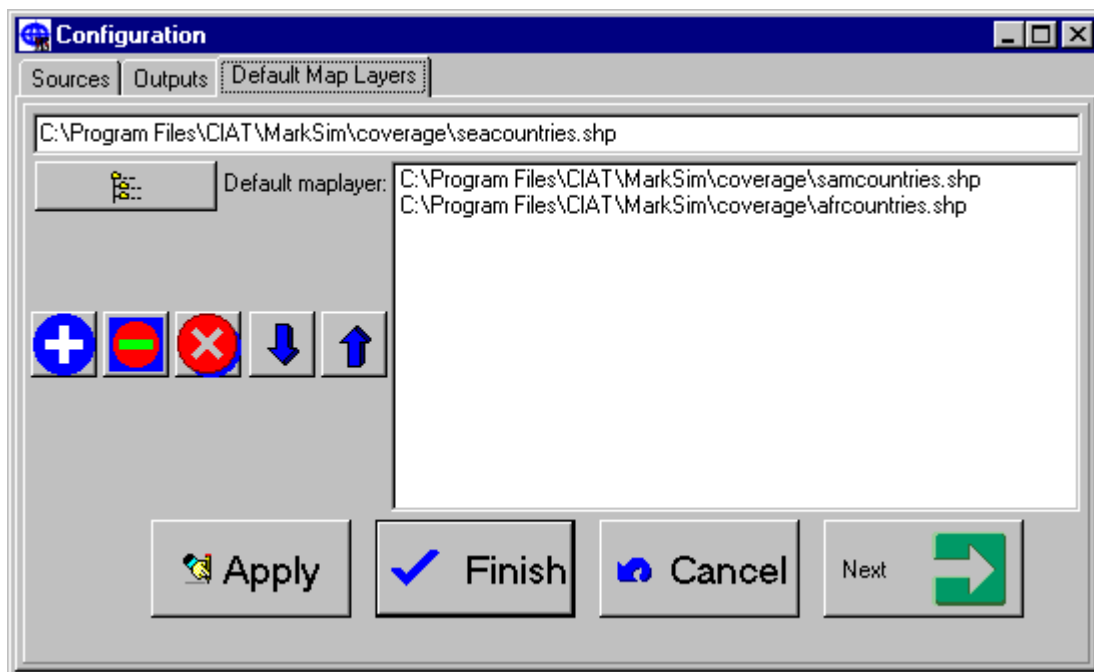 Configuration
Sources Outputs Default Map Layers
C:\Program Files\CIAT\MarkSim\coverage\seacountries.shp
Default maplayer:
C:\Program Files\CIAT\MarkSim\coverage\samcountries.shp
C:\Program Files\CIAT\MarkSim\coverage\afrcountries.shp
Apply Finish Cancel Next